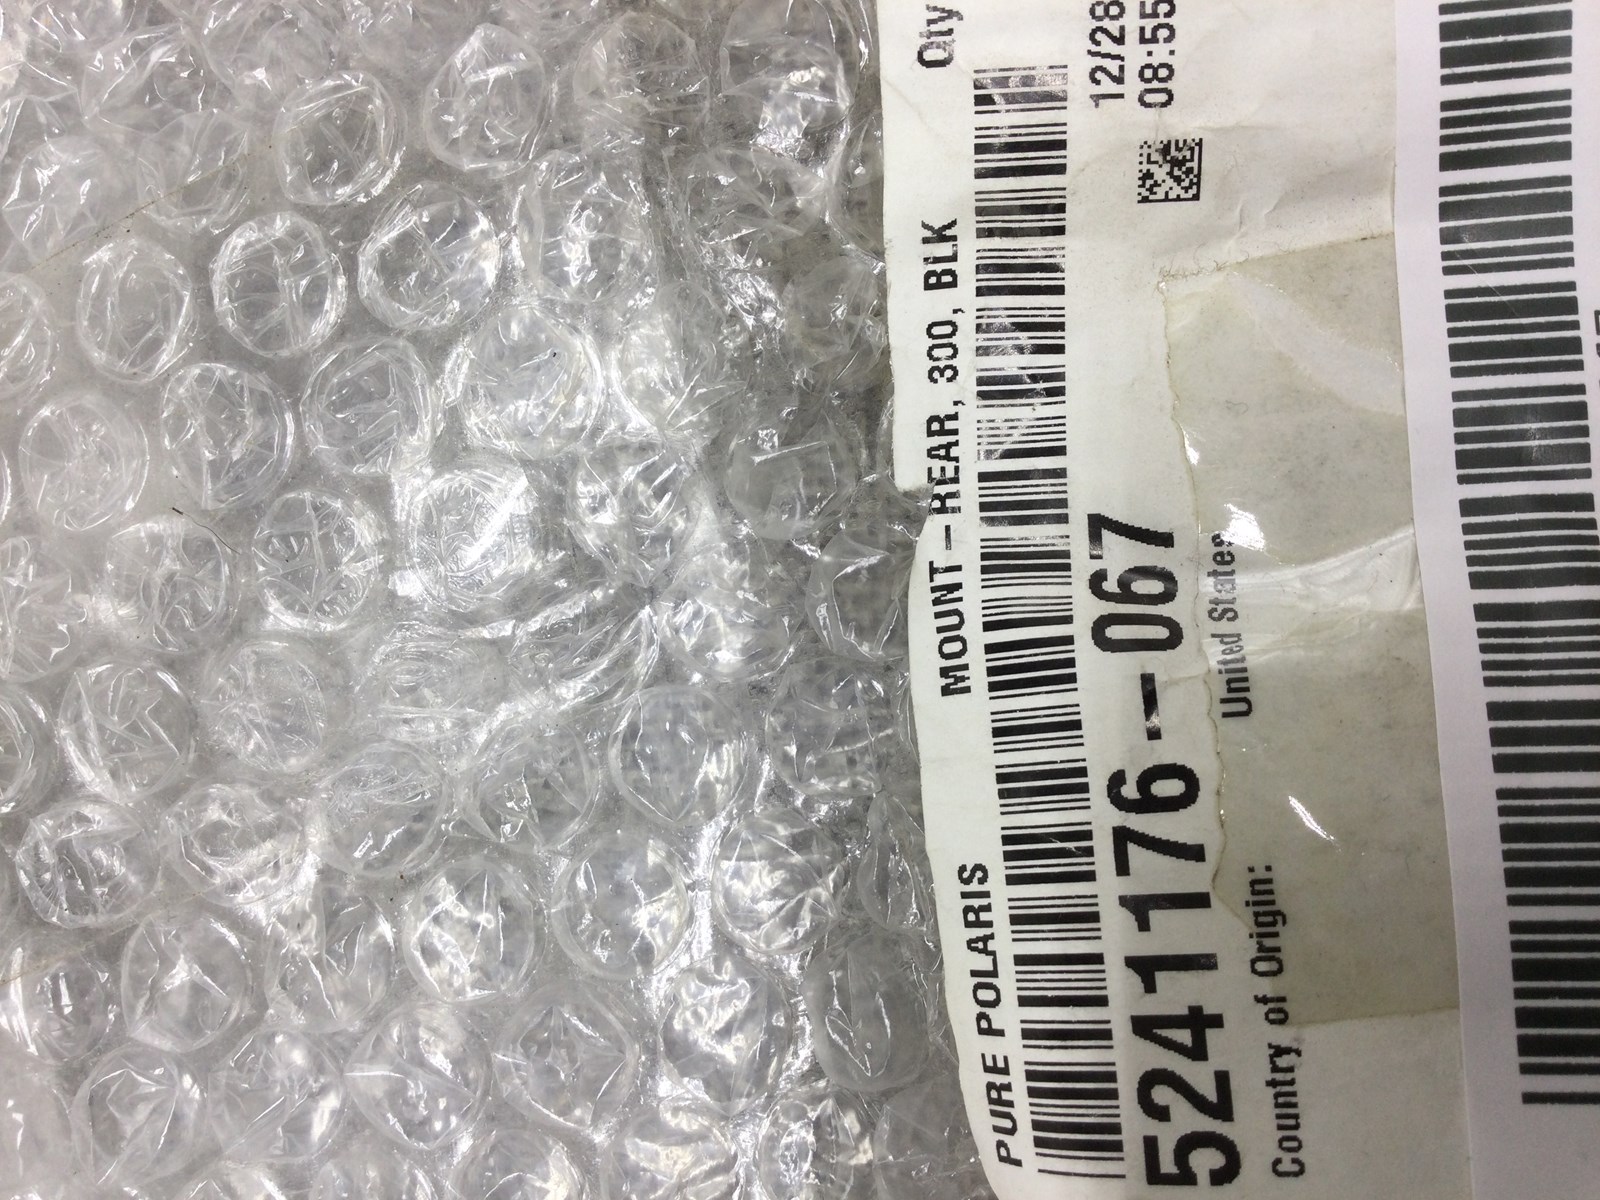 PURE POLARIS
MOUNT-REAR, 300, BLK
Qty
5241176-067
12/28
08:55
Country of Origin:
United States